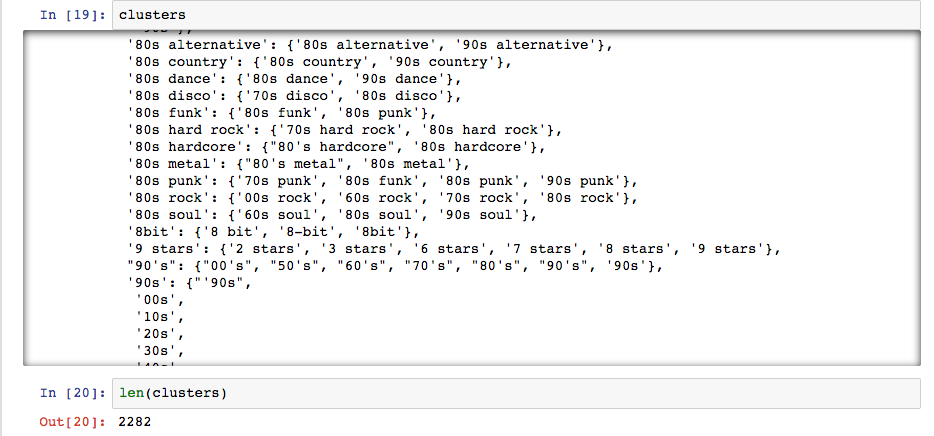 In [19]: clusters
'80s alternative': {'80s alternative', '90s alternative'},
'80s country': {'80s country', '90s country'},
'80s dance': {'80s dance', '90s dance'},
'80s disco': {'70s disco', '80s disco'},
'80s funk': {'80s funk', '80s punk'},
'80s hard rock': {'70s hard rock', '80s hard rock'},
'80s hardcore': {"80's hardcore", '80s hardcore'},
'80s metal': {"80's metal", '80s metal'},
'80s punk': {'70s punk', '80s funk', '80s punk', '90s punk'},
'80s rock': {'00s rock', '60s rock', '70s rock', '80s rock'},
'80s soul': {'60s soul', '80s soul', '90s soul'},
'8bit': {'8 bit', '8-bit', '8bit'},
'9 stars': {'2 stars', '3 stars', '6 stars', '7 stars', '8 stars', '9 stars'},
"90's": {"00's", "50's", "60's", "70's", "80's", "90's", '90s'},
'90s': {"'90s",
'00s',
'10s',
'20s',
'30s',
In [20]: len(clusters)
Out[20]: 2282